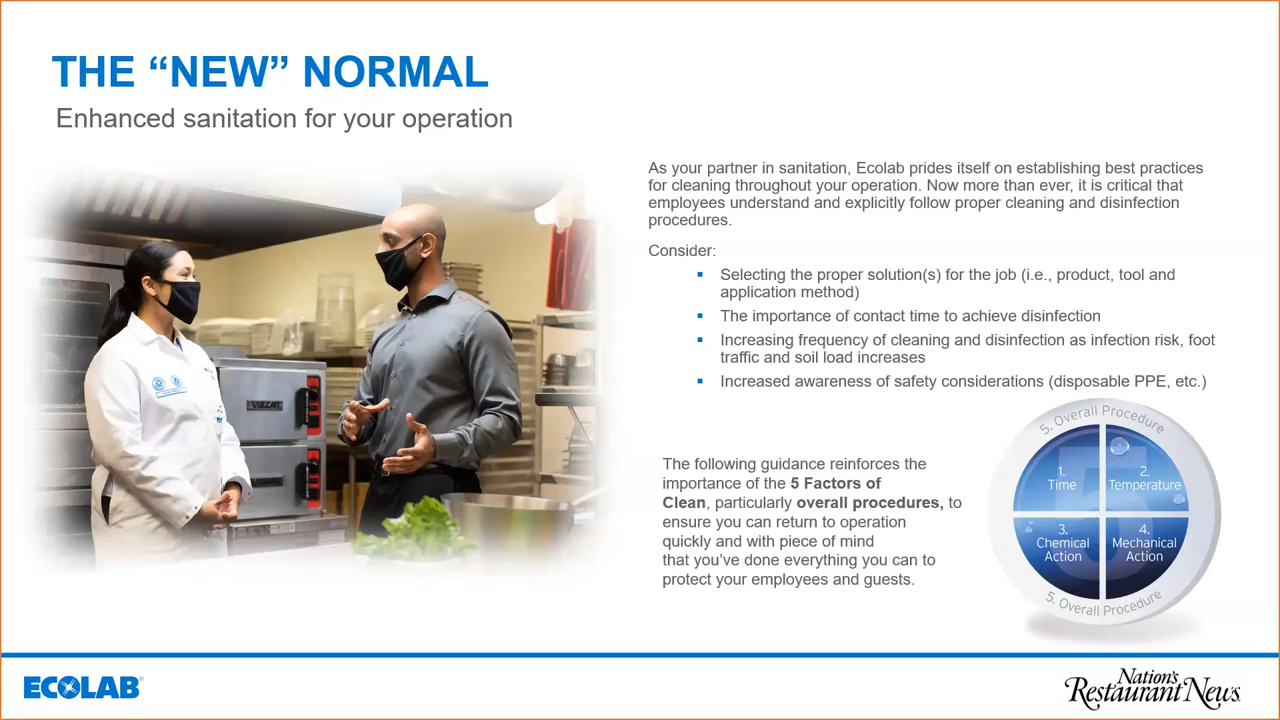 THE “NEW” NORMAL
Enhanced sanitation for your operation
As your partner in sanitation, Ecolab prides itself on establishing best practices
for cleaning throughout your operation. Now more than ever, it is critical that
employees understand and explicitly follow proper cleaning and disinfection
procedures.
Consider:
▪ Selecting the proper solution(s) for the job (i.e., product, tool and
application method)
▪ The importance of contact time to achieve disinfection
▪ Increasing frequency of cleaning and disinfection as infection risk, foot
traffic and soil load increases
▪ Increased awareness of safety considerations (disposable PPE, etc.)
The following guidance reinforces the
importance of the 5 Factors of
Clean, particularly overall procedures, to
ensure you can return to operation
quickly and with piece of mind
that you’ve done everything you can to
protect your employees and guests.
5. Overall Procedure
1.
Time
2.
Temperature
3.
Chemical
Action
4.
Mechanical
Action
5. Overall Procedure
VULCAN
ECOLAB®
Nation's
Restaurant News